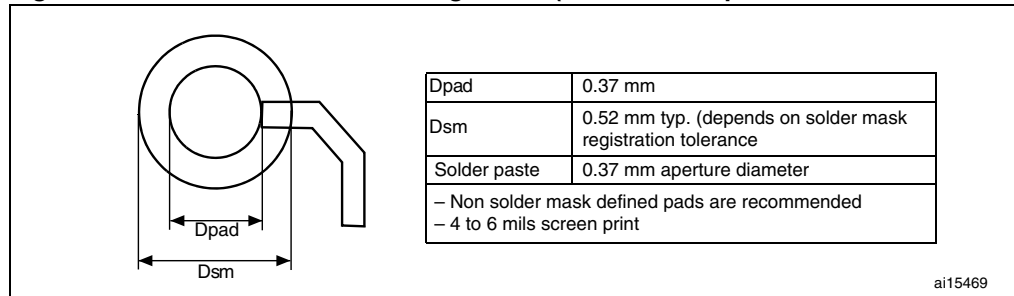 Dpad
Dsm
Dpad 0.37 mm
Dsm 0.52 mm typ. (depends on solder mask
registration tolerance
Solder paste 0.37 mm aperture diameter
– Non solder mask defined pads are recommended
– 4 to 6 mils screen print
ai15469